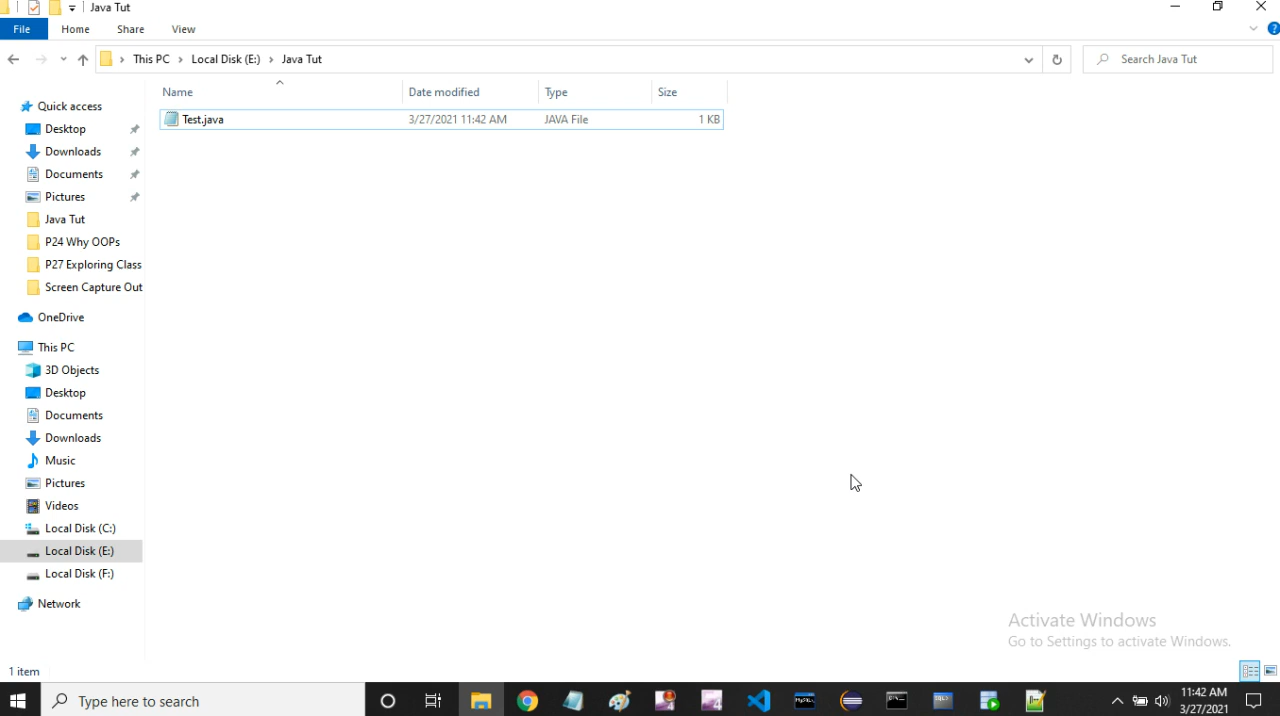 Java Tut
File Home Share View
This PC Local Disk (E:) Java Tut
Search Java Tut
Name Date modified Type Size
Test.java 3/27/2021 11:42 AM JAVA File 1 KB
Quick access
Desktop
Downloads
Documents
Pictures
Java Tut
P24 Why OOPs
P27 Exploring Class
Screen Capture Out
OneDrive
This PC
3D Objects
Desktop
Documents
Downloads
Music
Pictures
Videos
Local Disk (C:)
Local Disk (E:)
Local Disk (F:)
Network
Activate Windows
Go to Settings to activate Windows.
1 item
Type here to search
11:42 AM
3/27/2021